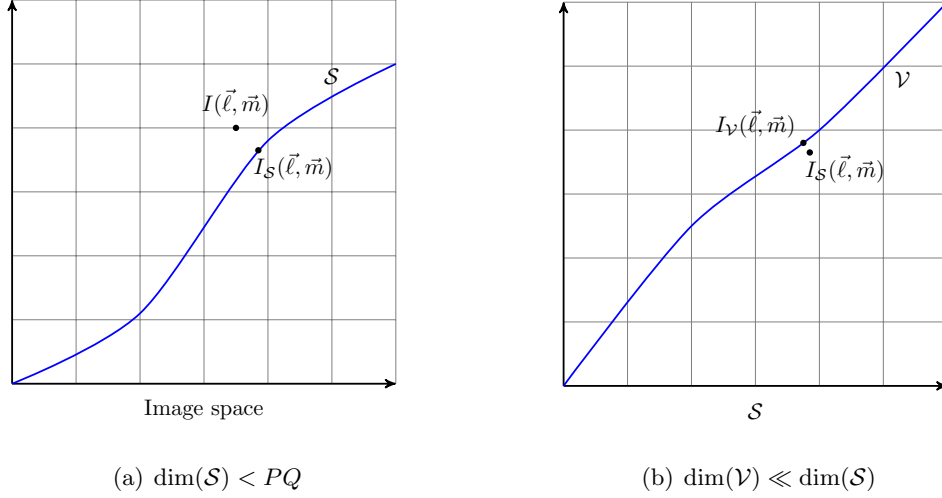 𝒮
I(ℓ⃗, m⃗)
I_𝒮(ℓ⃗, m⃗)
Image space
(a) dim(𝒮) < PQ
𝒱
I_𝒱(ℓ⃗, m⃗)
I_𝒮(ℓ⃗, m⃗)
𝒮
(b) dim(𝒱) ≪ dim(𝒮)